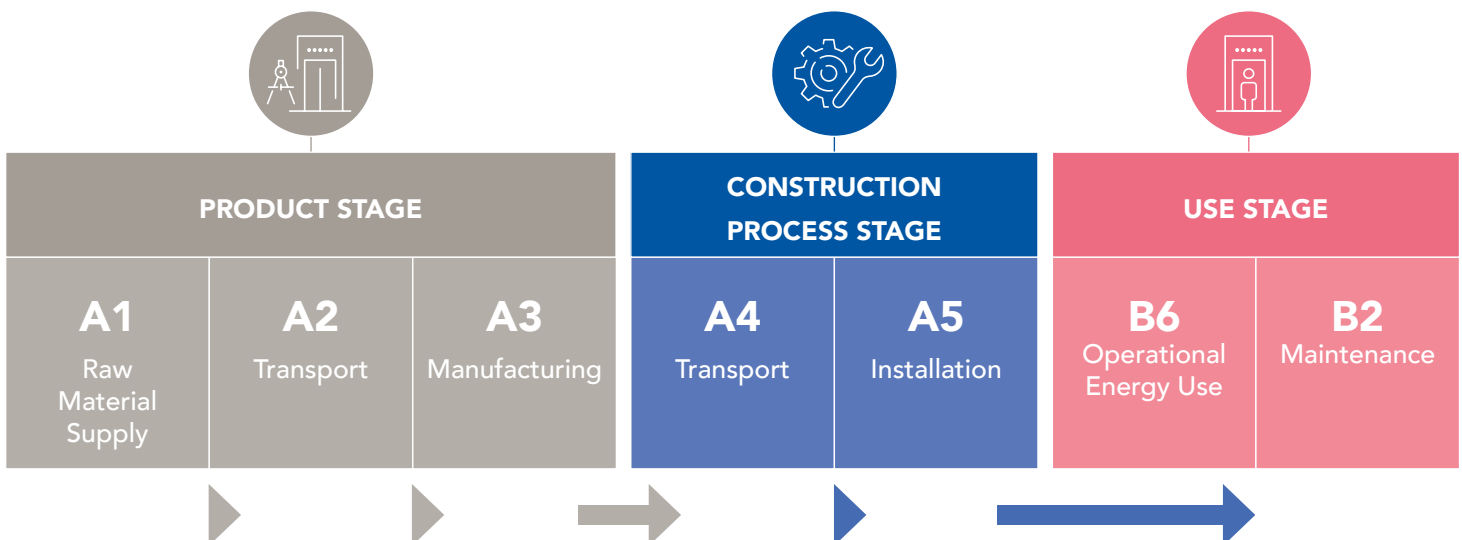 PRODUCT STAGE
CONSTRUCTION
PROCESS STAGE
USE STAGE
A1
Raw
Material
Supply
A2
Transport
A3
Manufacturing
A4
Transport
A5
Installation
B6
Operational
Energy Use
B2
Maintenance